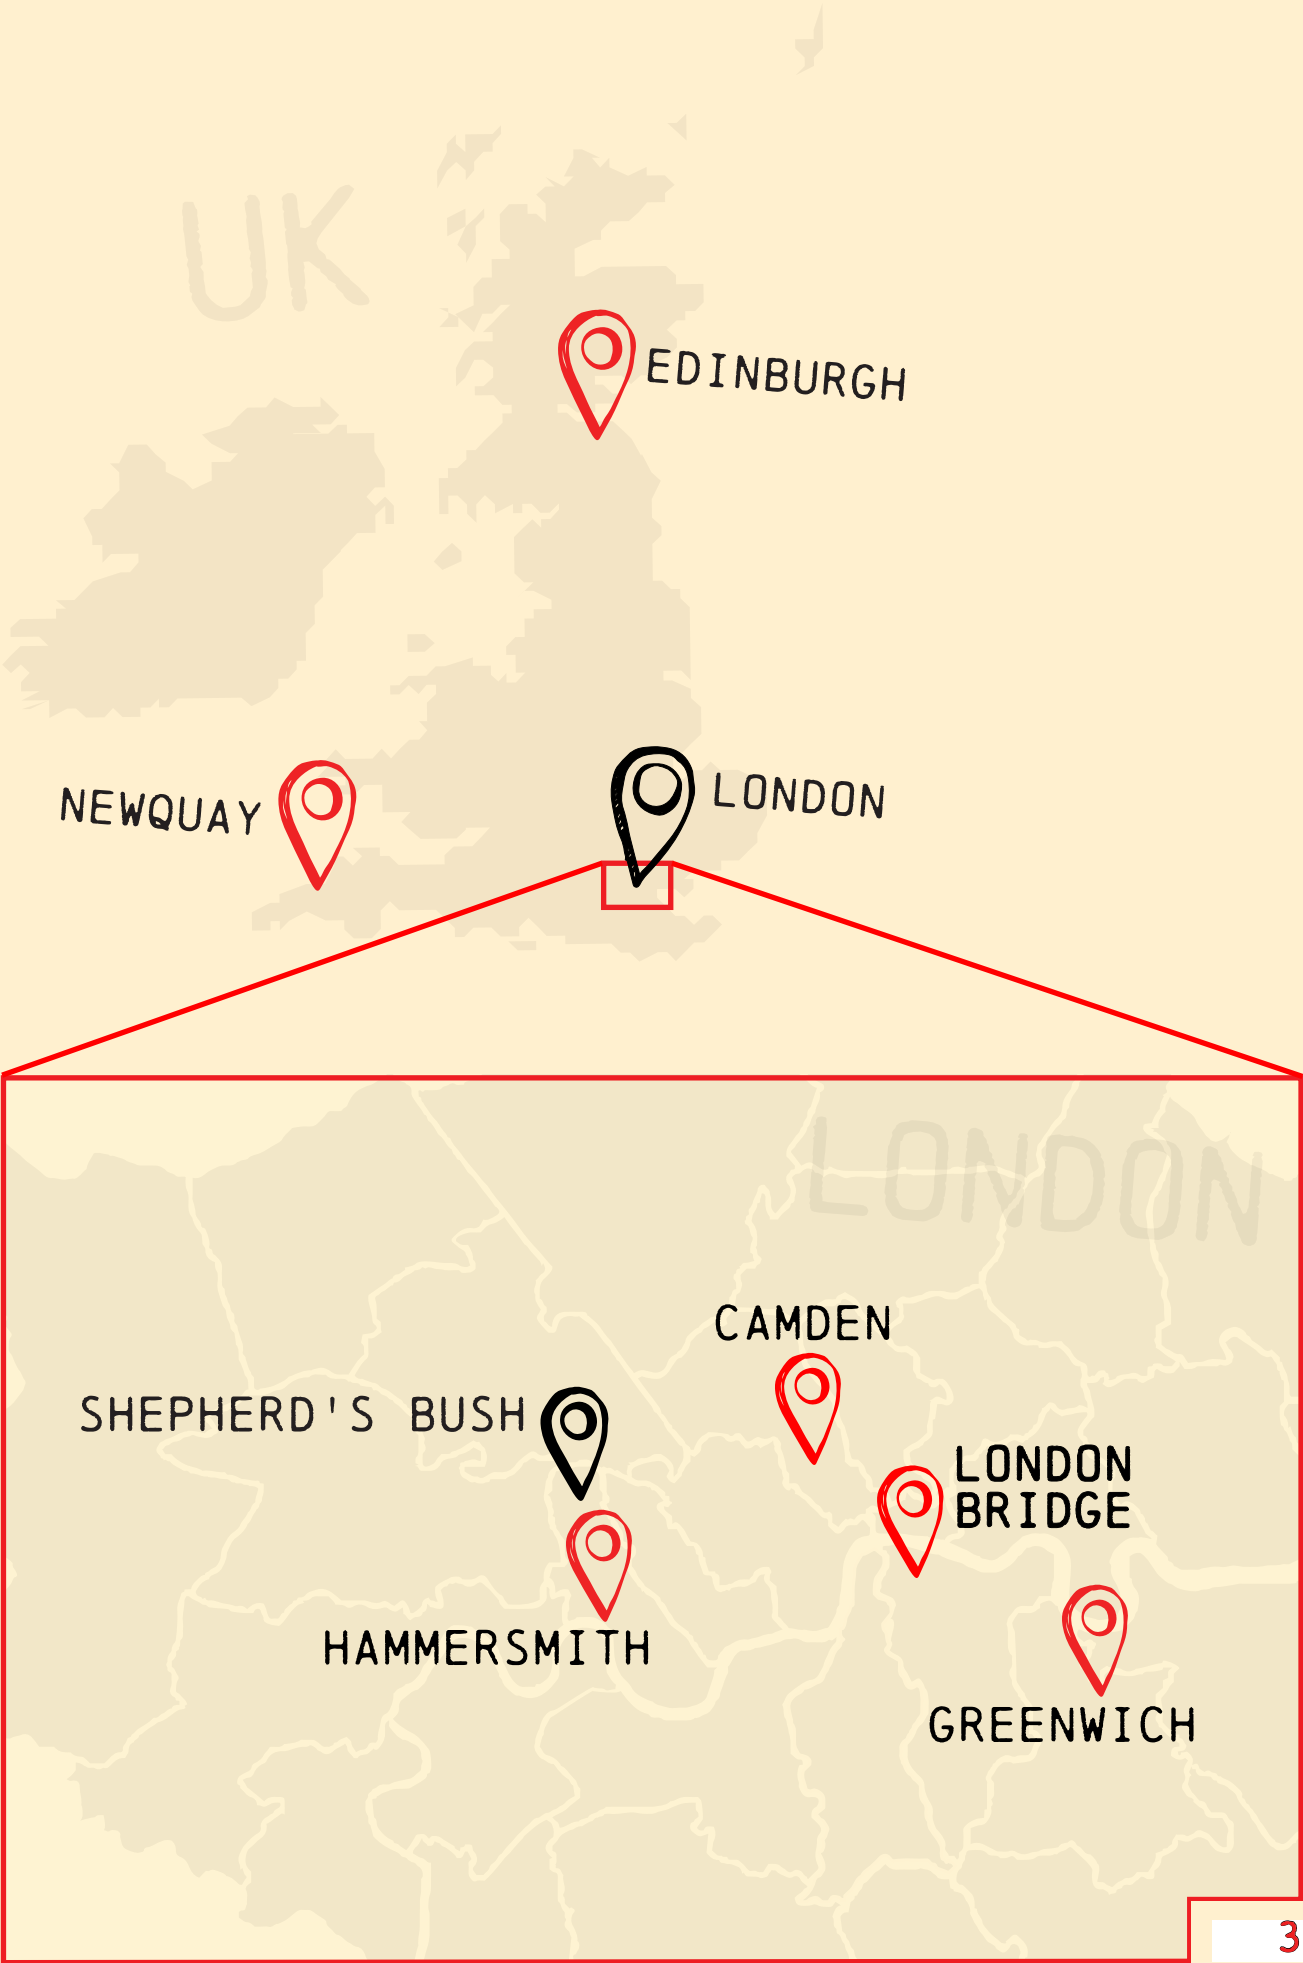 UK
EDINBURGH
NEWQUAY
LONDON
LONDON
CAMDEN
SHEPHERD'S BUSH
LONDON
BRIDGE
HAMMERSMITH
GREENWICH
3